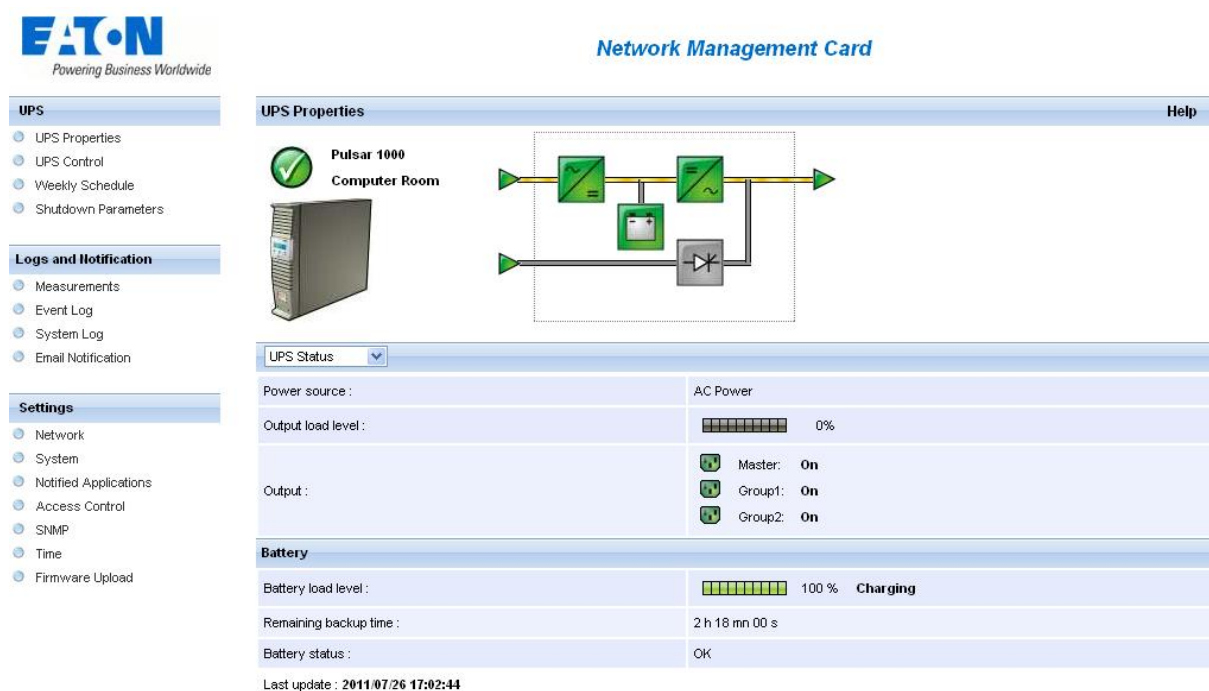 EATON
Powering Business Worldwide
Network Management Card
UPS
UPS Properties
UPS Control
Weekly Schedule
Shutdown Parameters
Logs and Notification
Measurements
Event Log
System Log
Email Notification
Settings
Network
System
Notified Applications
Access Control
SNMP
Time
Firmware Upload
UPS Properties Help
Pulsar 1000
Computer Room
UPS Status
Power source : AC Power
Output load level : 0%
Output :
Master: On
Group1: On
Group2: On
Battery
Battery load level : 100 % Charging
Remaining backup time : 2 h 18 mn 00 s
Battery status : OK
Last update : 2011/07/26 17:02:44